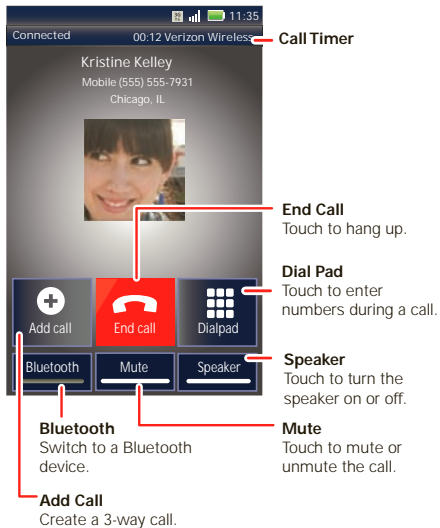 3G
11:35
Connected
00:12 Verizon Wireless
Call Timer
Kristine Kelley
Mobile (555) 555-7931
Chicago, IL
End Call
Touch to hang up.
Dial Pad
Touch to enter
numbers during a call.
Add call
End call
Dialpad
Bluetooth
Mute
Speaker
Speaker
Touch to turn the
speaker on or off.
Bluetooth
Switch to a Bluetooth
device.
Mute
Touch to mute or
unmute the call.
Add Call
Create a 3-way call.